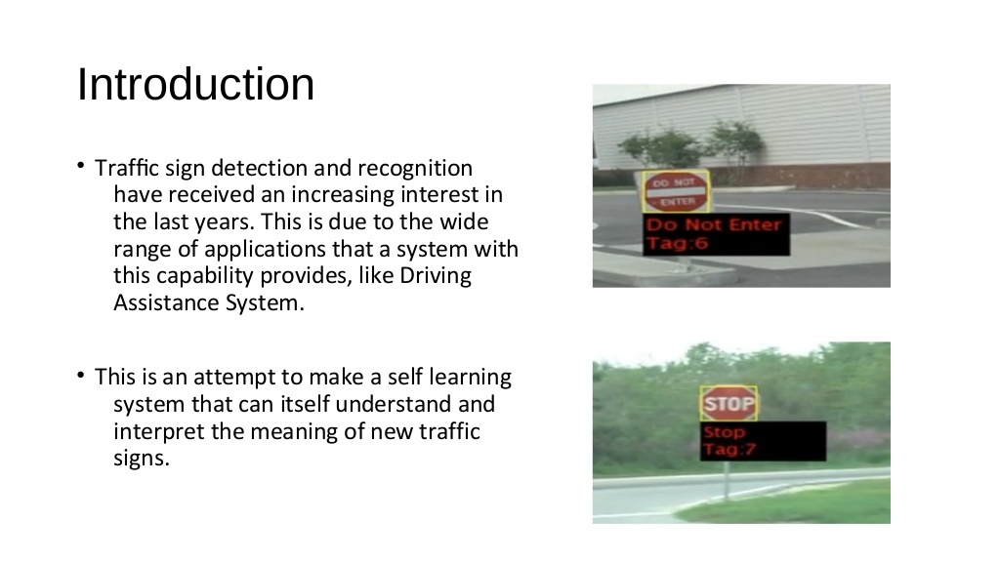 Introduction
• Traffic sign detection and recognition
have received an increasing interest in
the last years. This is due to the wide
range of applications that a system with
this capability provides, like Driving
Assistance System.
• This is an attempt to make a self learning
system that can itself understand and
interpret the meaning of new traffic
signs.
DO NOT
ENTER
Do Not Enter
Tag:6
STOP
Stop
Tag:7